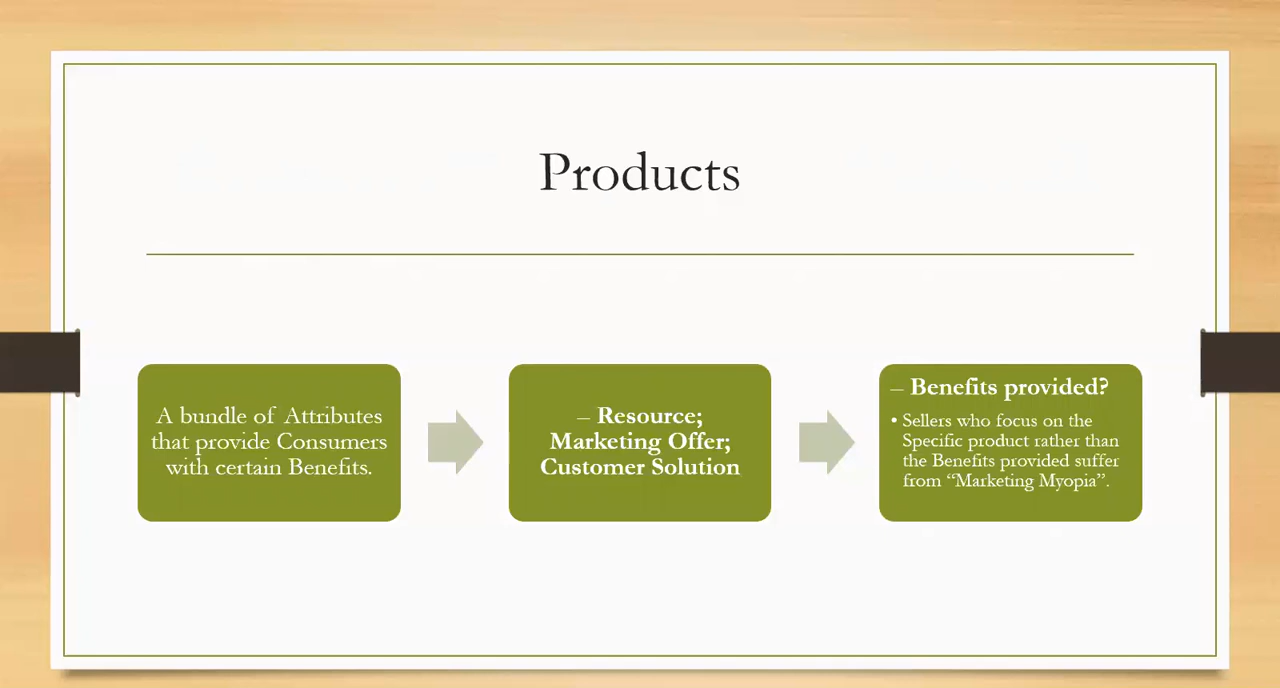 Products
A bundle of Attributes
that provide Consumers
with certain Benefits.
– Resource;
Marketing Offer;
Customer Solution
– Benefits provided?
• Sellers who focus on the
Specific product rather than
the Benefits provided suffer
from “Marketing Myopia”.